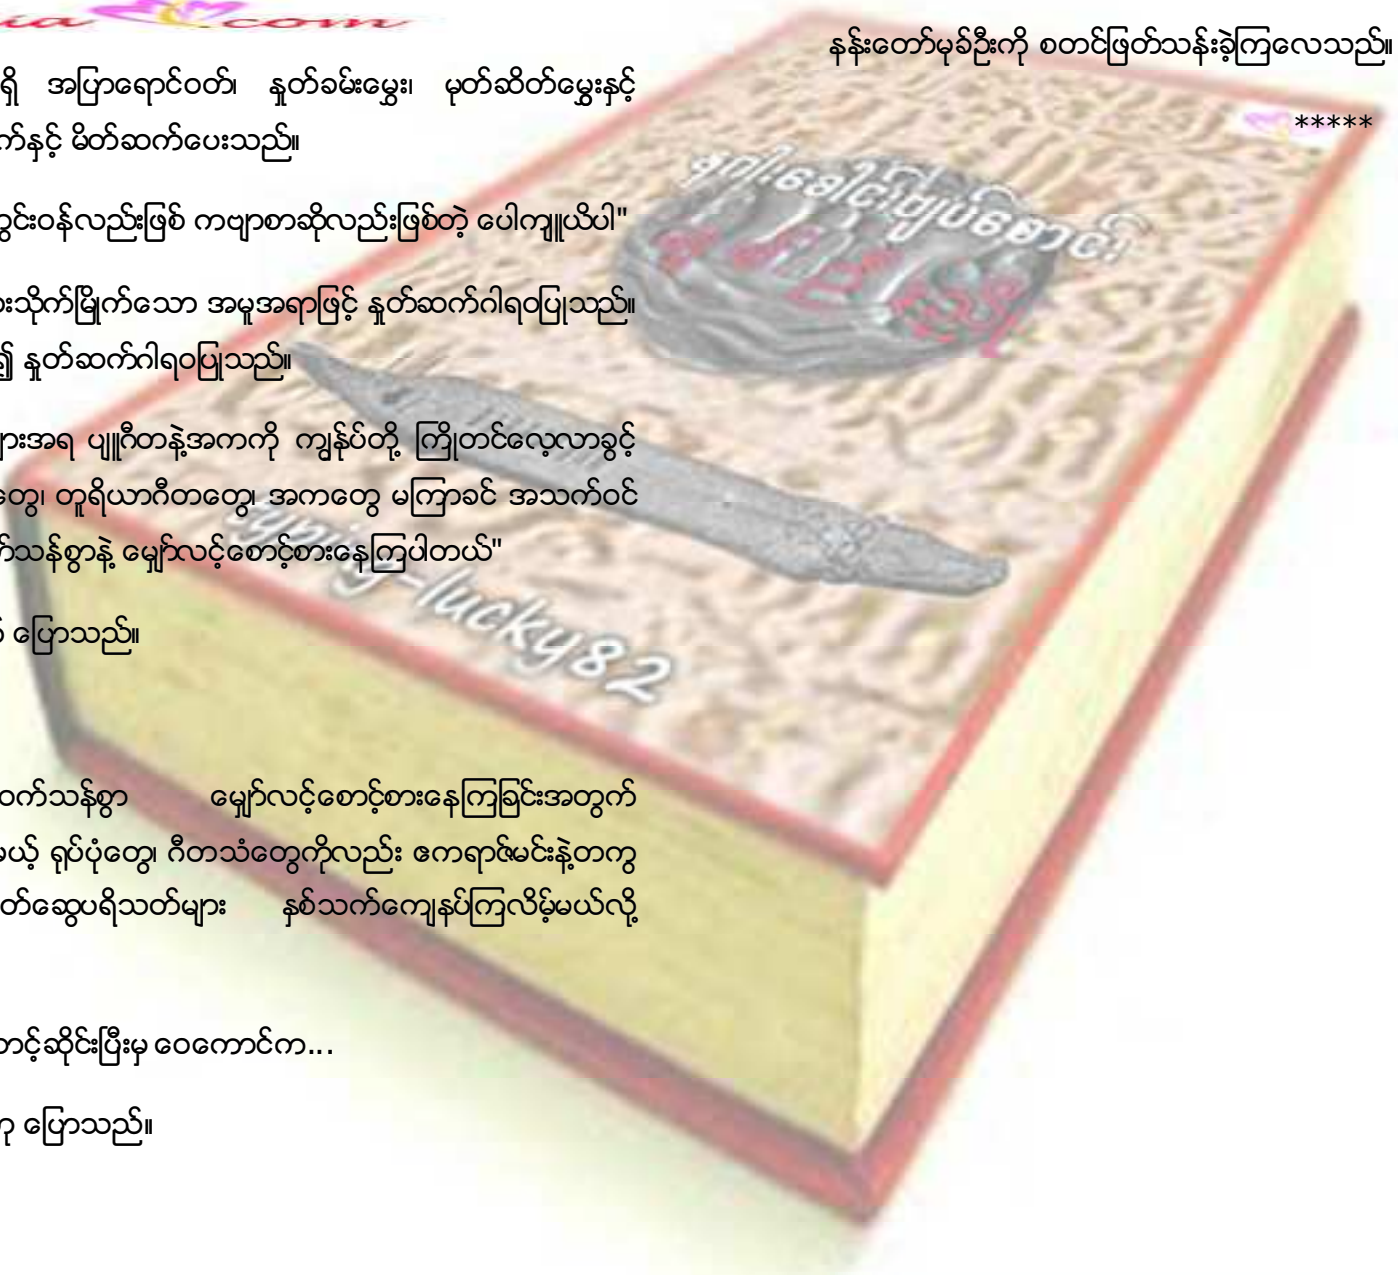 ရှိ အပြာရောင်ဝတ်၊ နှုတ်ခမ်းမွှေး၊ မုတ်ဆိတ်မွှေးနှင့်
က်နှင့် မိတ်ဆက်ပေးသည်။
တွင်းဝန်လည်းဖြစ် ကဗျာစာဆိုလည်းဖြစ်တဲ့ ပေါကျူယိပါ"
းသိုက်မြိုက်သော အမူအရာဖြင့် နှုတ်ဆက်ဂါရဝပြုသည်။
၍ နှုတ်ဆက်ဂါရဝပြုသည်။
ျားအရ ပျူဂီတနဲ့အကကို ကျွန်ုပ်တို့ ကြိုတင်လေ့လာခွင့်
တွေ၊ တူရိယာဂီတတွေ၊ အကတွေ မကြာခင် အသက်ဝင်
က်သန်စွာနဲ့ မျှော်လင့်စောင့်စားနေကြပါတယ်"
ပြောသည်။
ဝက်သန်စွာ မျှော်လင့်စောင့်စားနေကြခြင်းအတွက်
မယ့် ရုပ်ပုံတွေ၊ ဂီတသံတွေကိုလည်း ဧကရာဇ်မင်းနဲ့တကွ
တ်ဆွေပရိသတ်များ နှစ်သက်ကျေနပ်ကြလိမ့်မယ်လို့
တင့်ဆိုင်းပြီးမှ ဝေကောင်က...
ဟု ပြောသည်။
နန်းတော်မုခ်ဦးကို စတင်ဖြတ်သန်းခဲ့ကြလေသည်။
*****
typing-lucky82